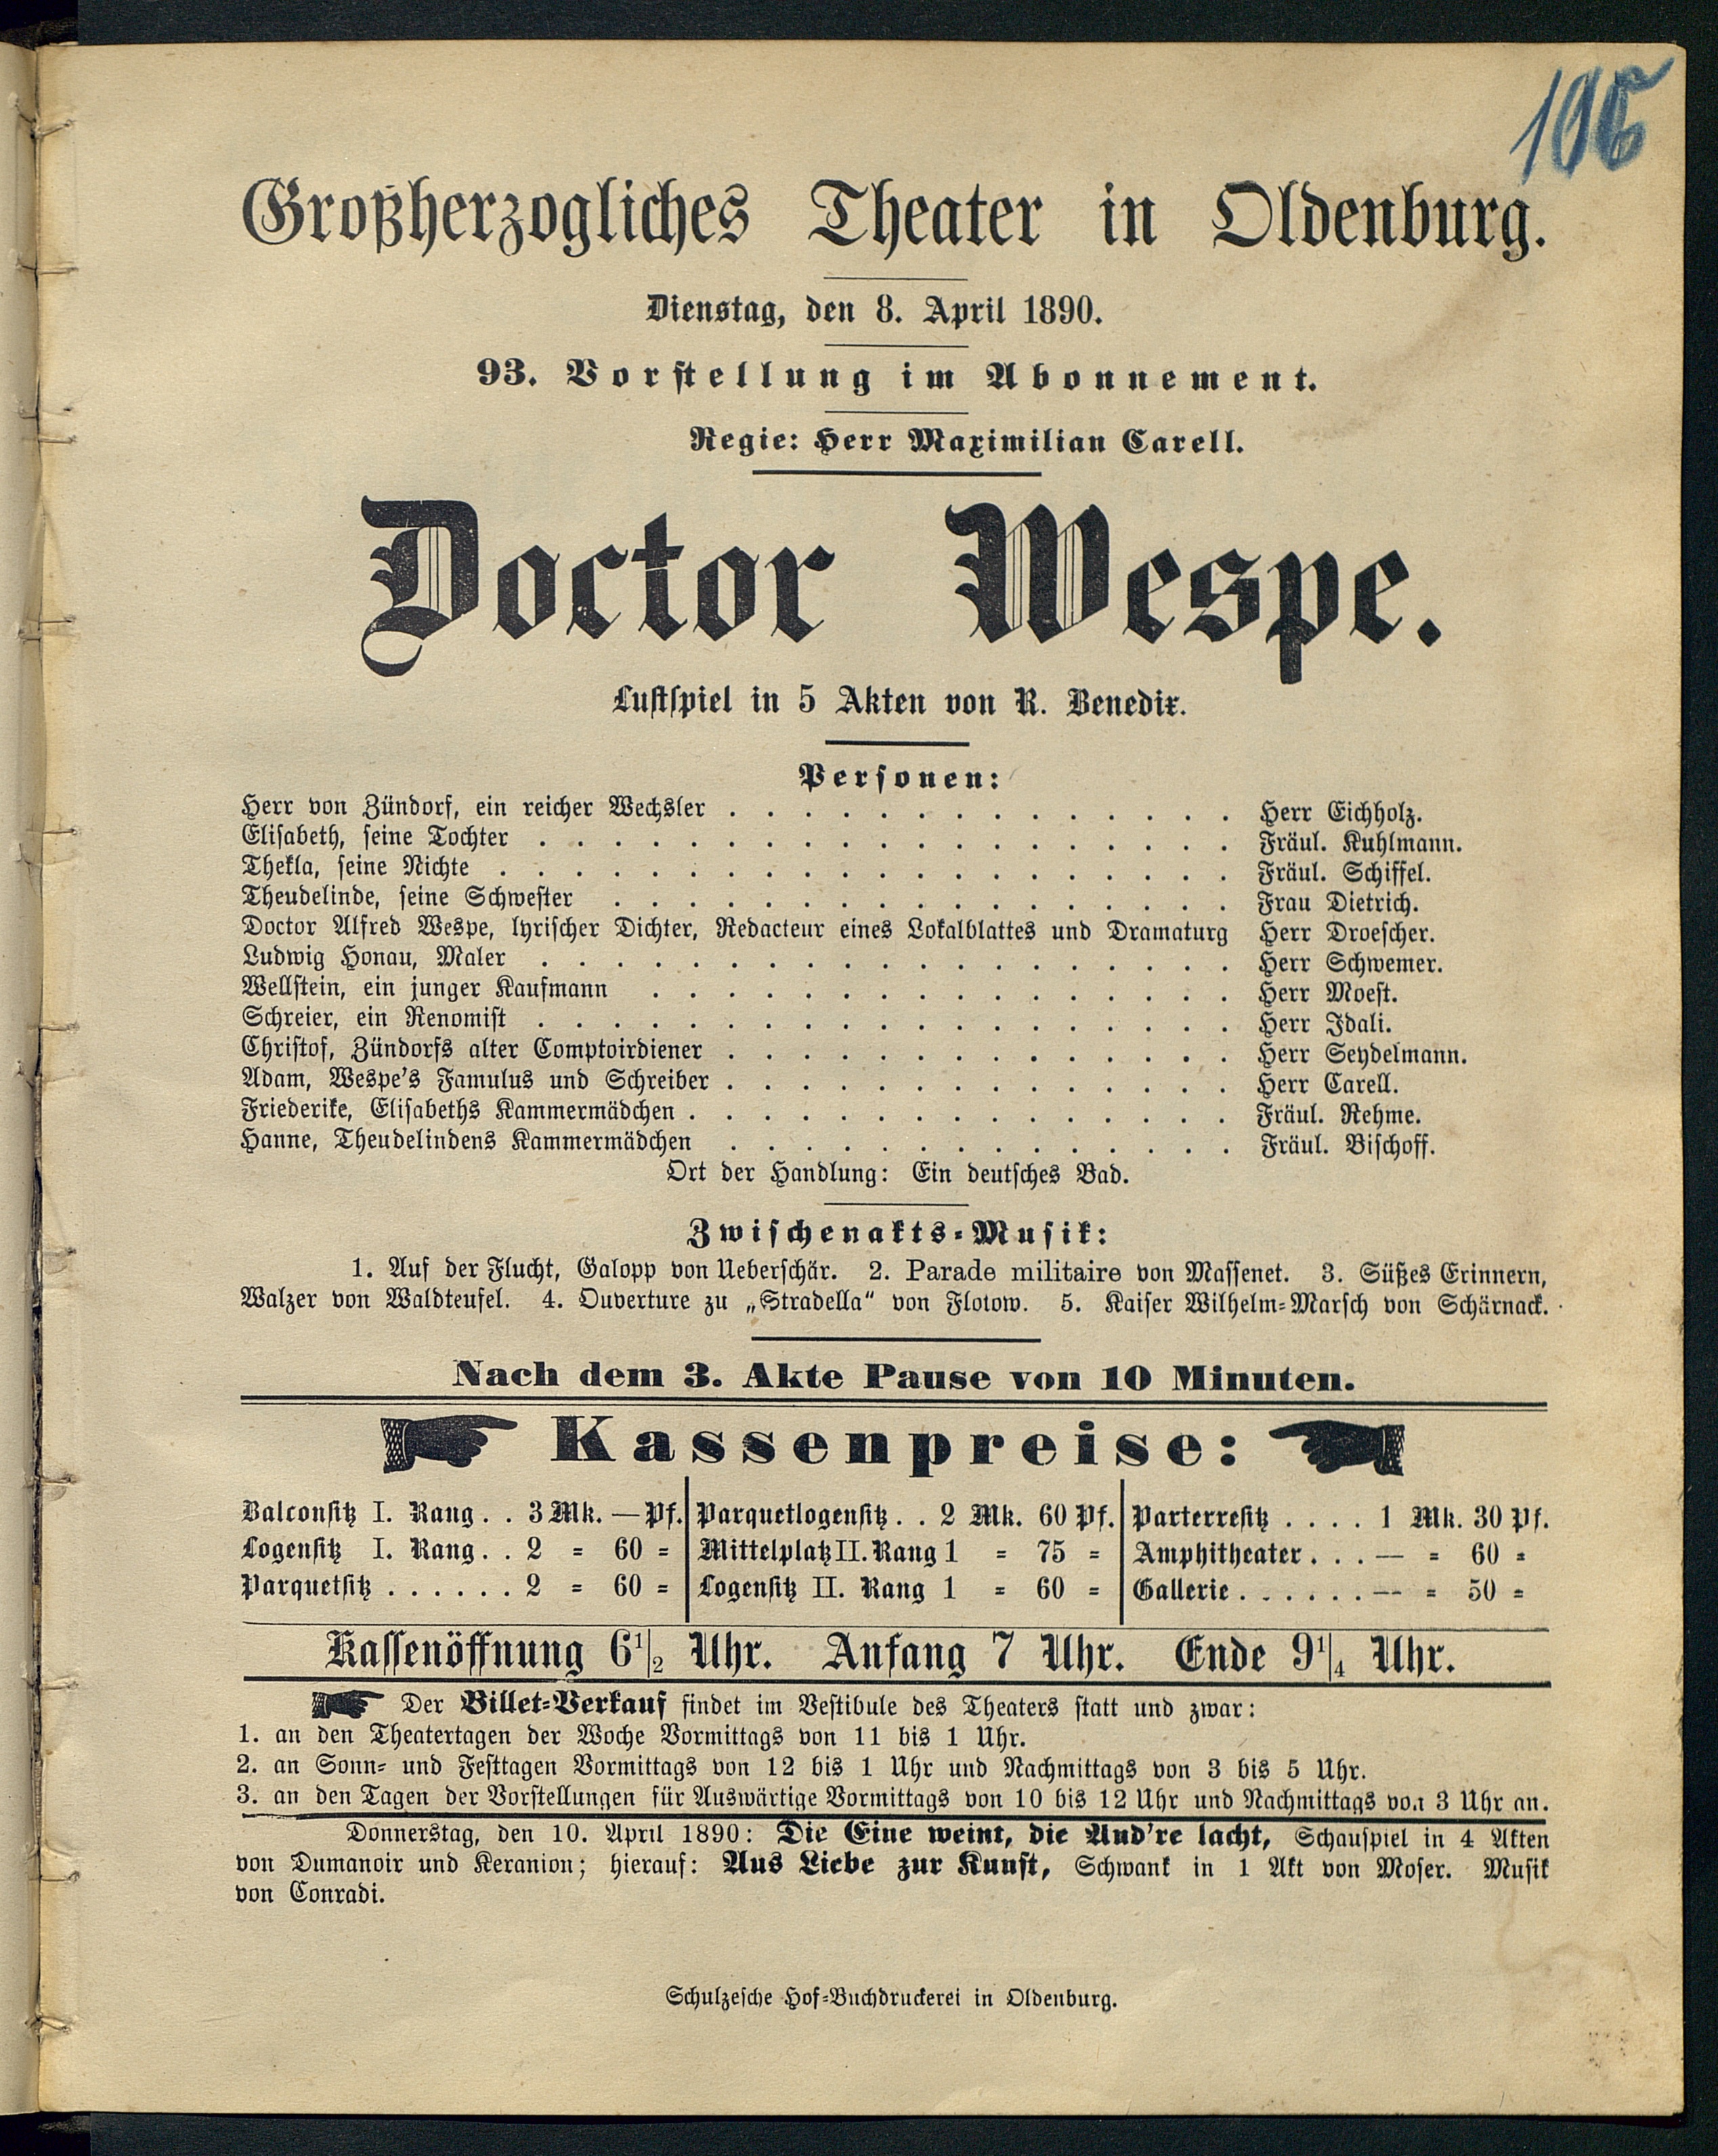 Großherzogliches Theater in Oldenburg.
Dienstag, den 8. April 1890.
93. Vorstellung im Abonnement.
Regie: Herr Maximilian Carell.
Doctor Wespe.
Lustspiel in 5 Akten von R. Benedix.
Personen:
Herr von Zündorf, ein reicher Wechsler . . . . . . . . . . . . . . Herr Eichholz.
Elisabeth, seine Tochter . . . . . . . . . . . . . . . . . . . Fräul. Kuhlmann.
Thekla, seine Nichte . . . . . . . . . . . . . . . . . . . . Fräul. Schiffel.
Theudelinde, seine Schwester . . . . . . . . . . . . . . . . . Frau Dietrich.
Doctor Alfred Wespe, lyrischer Dichter, Redacteur eines Lokalblattes und Dramaturg Herr Droescher.
Ludwig Honau, Maler . . . . . . . . . . . . . . . . . . . Herr Schwemer.
Wellstein, ein junger Kaufmann . . . . . . . . . . . . . . . . Herr Moest.
Schreier, ein Renomist . . . . . . . . . . . . . . . . . . . Herr Idali.
Christof, Zündorfs alter Comptoirdiener . . . . . . . . . . . . . . Herr Seydelmann.
Adam, Wespe's Famulus und Schreiber . . . . . . . . . . . . . . Herr Carell.
Friederike, Elisabeths Kammermädchen . . . . . . . . . . . . . . . Fräul. Rehme.
Hanne, Theudelindens Kammermädchen . . . . . . . . . . . . . . Fräul. Bischoff.
Ort der Handlung: Ein deutsches Bad.
Zwischenakts-Musik:
1. Auf der Flucht, Galopp von Ueberschär. 2. Parade militaire von Massenet. 3. Süßes Erinnern,
Walzer von Waldteufel. 4. Ouverture zu „Stradella“ von Flotow. 5. Kaiser Wilhelm-Marsch von Schärnack.
Nach dem 3. Akte Pause von 10 Minuten.
Kassenpreise:
Balconsitz I. Rang . . 3 Mk. — Pf. Parquetlogensitz . . 2 Mk. 60 Pf. Parterresitz . . . . 1 Mk. 30 Pf.
Logensitz I. Rang . . 2 = 60 = Mittelplatz II. Rang 1 = 75 = Amphitheater . . . — = 60 =
Parquetsitz . . . . . . 2 = 60 = Logensitz II. Rang 1 = 60 = Gallerie . . . . . . — = 50 =
Kassenöffnung 6 1/2 Uhr. Anfang 7 Uhr. Ende 9 1/4 Uhr.
Der Billet-Verkauf findet im Vestibule des Theaters statt und zwar:
1. an den Theatertagen der Woche Vormittags von 11 bis 1 Uhr.
2. an Sonn- und Festtagen Vormittags von 12 bis 1 Uhr und Nachmittags von 3 bis 5 Uhr.
3. an den Tagen der Vorstellungen für Auswärtige Vormittags von 10 bis 12 Uhr und Nachmittags von 3 Uhr an.
Donnerstag, den 10. April 1890: Die Eine weint, die And're lacht, Schauspiel in 4 Akten
von Dumanoir und Keranion; hierauf: Aus Liebe zur Kunst, Schwank in 1 Akt von Moser. Musik
von Conradi.
Schulzesche Hof-Buchdruckerei in Oldenburg.